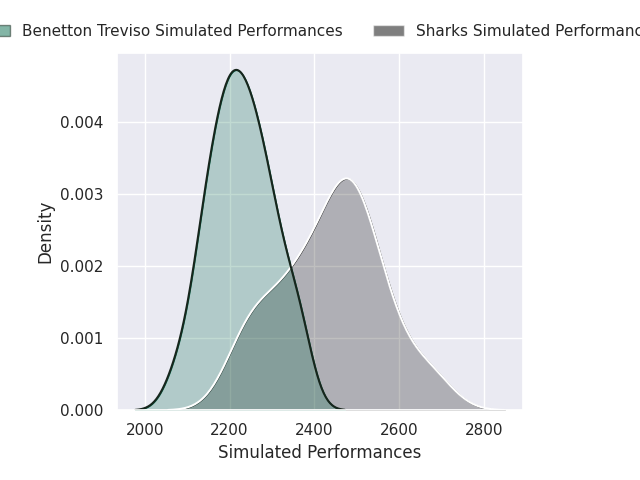 Benetton Treviso Simulated Performances
Sharks Simulated
0.004
0.003
0.002
0.001
0.000
Density
2000
2200
2400
2600
2800
Simulated Performances